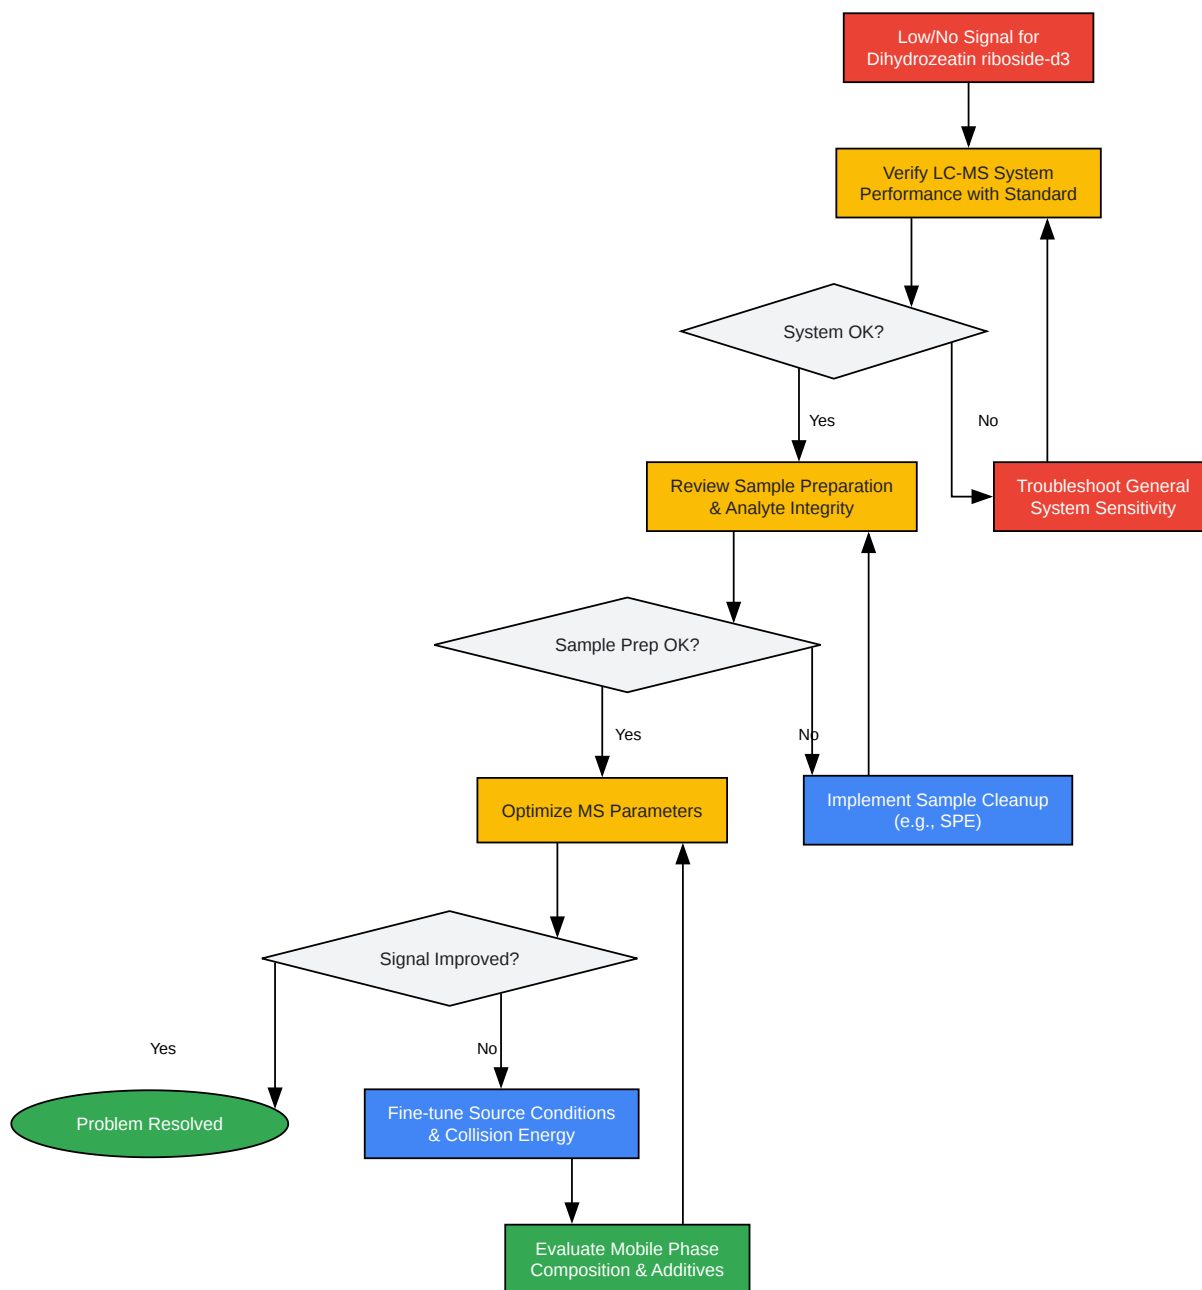 Low/No Signal for
Dihydrozeatin riboside-d3
Verify LC-MS System
Performance with Standard
System OK?
Yes
No
Review Sample Preparation
& Analyte Integrity
Troubleshoot General
System Sensitivity
Sample Prep OK?
Yes
No
Optimize MS Parameters
Implement Sample Cleanup
(e.g., SPE)
Signal Improved?
Yes
No
Problem Resolved
Fine-tune Source Conditions
& Collision Energy
Evaluate Mobile Phase
Composition & Additives